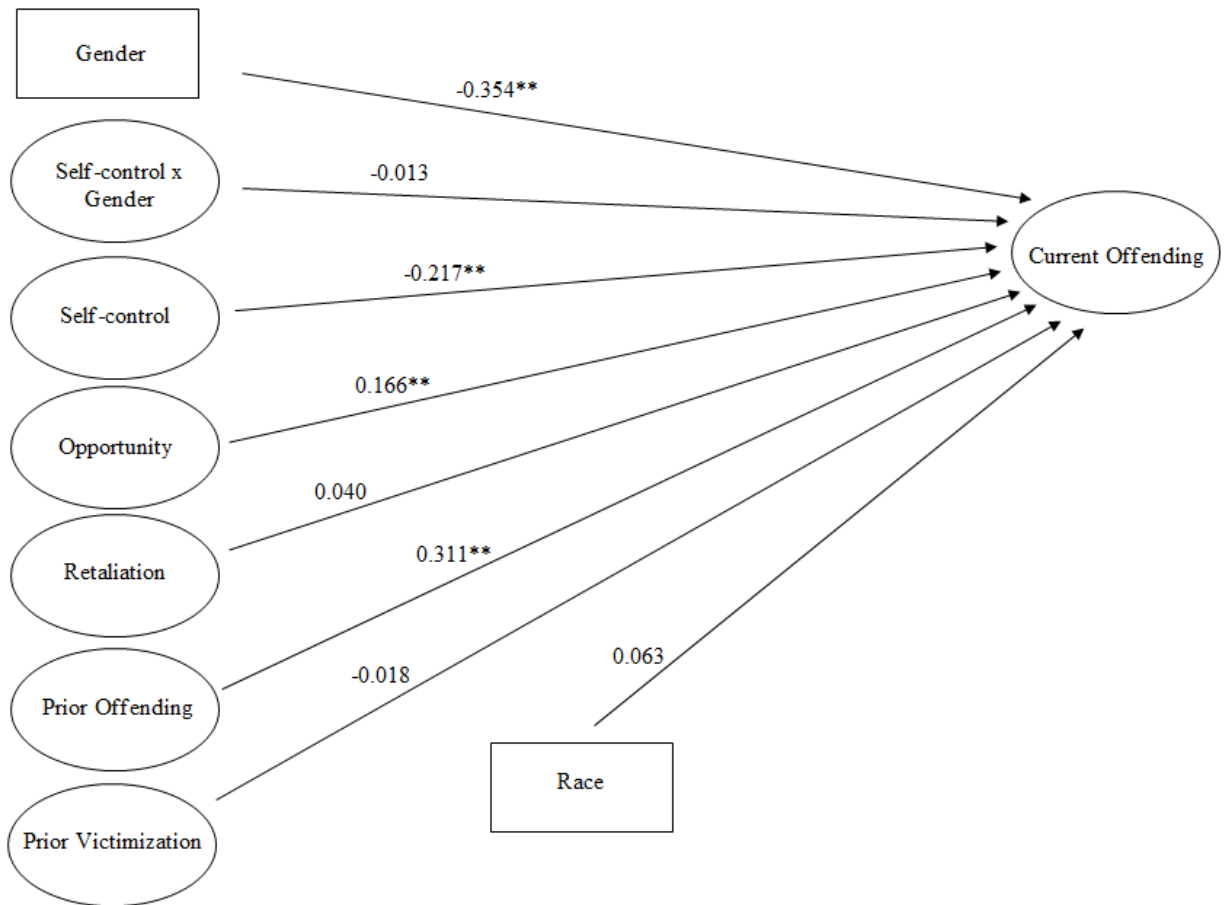 Gender
-0.354**
Self-control x
Gender
-0.013
Current Offending
-0.217**
Self-control
0.166**
Opportunity
0.040
Retaliation
0.311**
Prior Offending
-0.018
0.063
Race
Prior Victimization